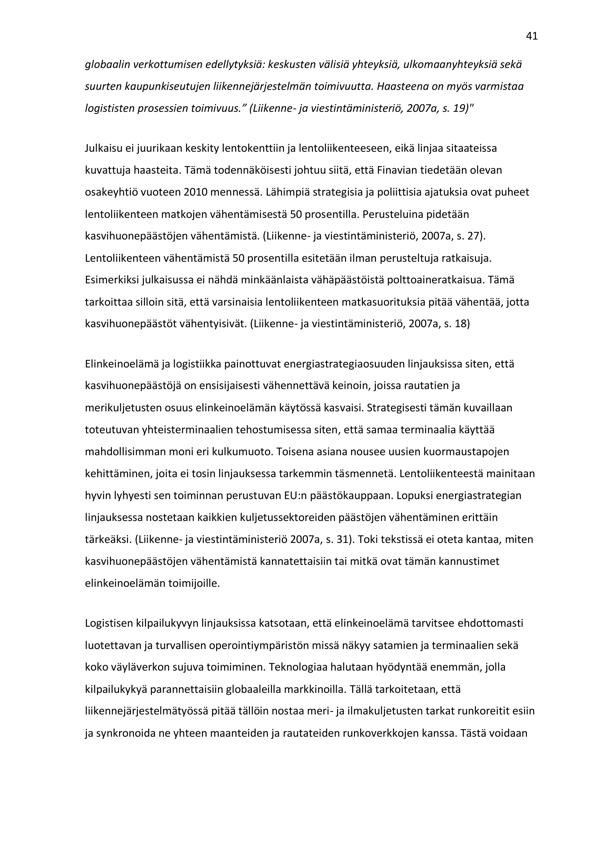 41
globaalin verkottumisen edellytyksiä: keskusten välisiä yhteyksiä, ulkomaanyhteyksiä sekä
suurten kaupunkiseutujen liikennejärjestelmän toimivuutta. Haasteena on myös varmistaa
logististen prosessien toimivuus.” (Liikenne- ja viestintäministeriö, 2007a, s. 19)"
Julkaisu ei juurikaan keskity lentokenttiin ja lentoliikenteeseen, eikä linjaa sitaateissa
kuvattuja haasteita. Tämä todennäköisesti johtuu siitä, että Finavian tiedetään olevan
osakeyhtiö vuoteen 2010 mennessä. Lähimpiä strategisia ja poliittisia ajatuksia ovat puheet
lentoliikenteen matkojen vähentämisestä 50 prosentilla. Perusteluina pidetään
kasvihuonepäästöjen vähentämistä. (Liikenne- ja viestintäministeriö, 2007a, s. 27).
Lentoliikenteen vähentämistä 50 prosentilla esitetään ilman perusteltuja ratkaisuja.
Esimerkiksi julkaisussa ei nähdä minkäänlaista vähäpäästöistä polttoaineratkaisua. Tämä
tarkoittaa silloin sitä, että varsinaisia lentoliikenteen matkasuorituksia pitää vähentää, jotta
kasvihuonepäästöt vähentyisivät. (Liikenne- ja viestintäministeriö, 2007a, s. 18)
Elinkeinoelämä ja logistiikka painottuvat energiastrategiaosuuden linjauksissa siten, että
kasvihuonepäästöjä on ensisijaisesti vähennettävä keinoin, joissa rautatien ja
merikuljetusten osuus elinkeinoelämän käytössä kasvaisi. Strategisesti tämän kuvaillaan
toteutuvan yhteisterminaalien tehostumisessa siten, että samaa terminaalia käyttää
mahdollisimman moni eri kulkumuoto. Toisena asiana nousee uusien kuormaustapojen
kehittäminen, joita ei tosin linjauksessa tarkemmin täsmennetä. Lentoliikenteestä mainitaan
hyvin lyhyesti sen toiminnan perustuvan EU:n päästökauppaan. Lopuksi energiastrategian
linjauksessa nostetaan kaikkien kuljetussektoreiden päästöjen vähentäminen erittäin
tärkeäksi. (Liikenne- ja viestintäministeriö 2007a, s. 31). Toki tekstissä ei oteta kantaa, miten
kasvihuonepäästöjen vähentämistä kannatettaisiin tai mitkä ovat tämän kannustimet
elinkeinoelämän toimijoille.
Logistisen kilpailukyvyn linjauksissa katsotaan, että elinkeinoelämä tarvitsee ehdottomasti
luotettavan ja turvallisen operointiympäristön missä näkyy satamien ja terminaalien sekä
koko väyläverkon sujuva toimiminen. Teknologiaa halutaan hyödyntää enemmän, jolla
kilpailukykyä parannettaisiin globaaleilla markkinoilla. Tällä tarkoitetaan, että
liikennejärjestelmätyössä pitää tällöin nostaa meri- ja ilmakuljetusten tarkat runkoreitit esiin
ja synkronoida ne yhteen maanteiden ja rautateiden runkoverkkojen kanssa. Tästä voidaan